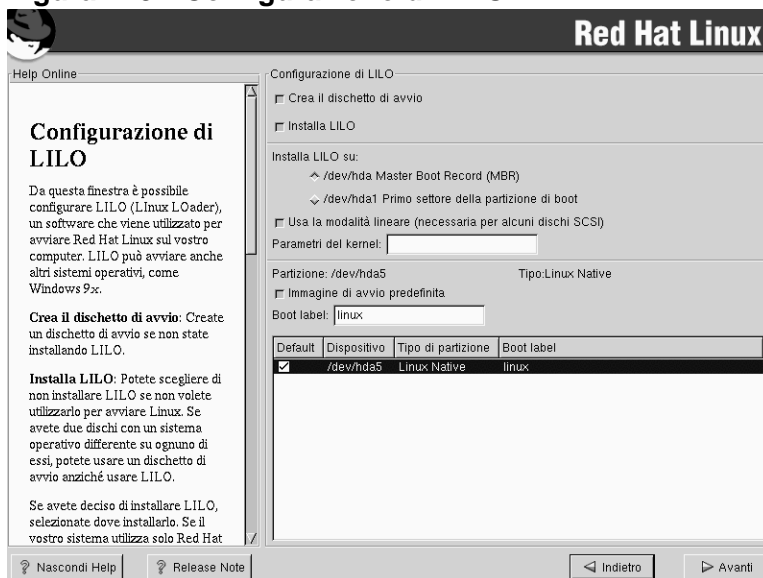 Red Hat Linux
Help Online
Configurazione di
LILO
Da questa finestra è possibile
configurare LILO (LInux LOader),
un software che viene utilizzato per
avviare Red Hat Linux sul vostro
computer. LILO può avviare anche
altri sistemi operativi, come
Windows 9x.
Crea il dischetto di avvio: Create
un dischetto di avvio se non state
installando LILO.
Installa LILO: Potete scegliere di
non installare LILO se non volete
utilizzarlo per avviare Linux. Se
avete due dischi con un sistema
operativo differente su ognuno di
essi, potete usare un dischetto di
avvio anziché usare LILO.
Se avete deciso di installare LILO,
selezionate dove installarlo. Se il
vostro sistema utilizza solo Red Hat
Configurazione di LILO
Crea il dischetto di avvio
Installa LILO
Installa LILO su:
/dev/hda Master Boot Record (MBR)
/dev/hda1 Primo settore della partizione di boot
Usa la modalità lineare (necessaria per alcuni dischi SCSI)
Parametri del kernel:
Partizione: /dev/hda5 Tipo:Linux Native
Immagine di avvio predefinita
Boot label: linux
Default Dispositivo Tipo di partizione Boot label
/dev/hda5 Linux Native linux
Nascondi Help Release Note Indietro Avanti